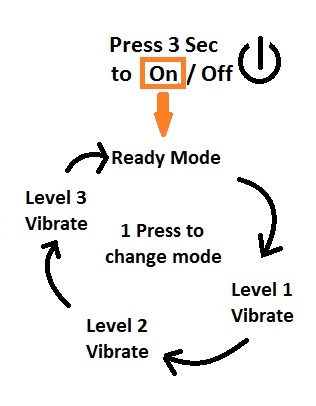 Press 3 Sec
to On / Off
Ready Mode
Level 3
Vibrate
1 Press to
change mode
Level 1
Vibrate
Level 2
Vibrate